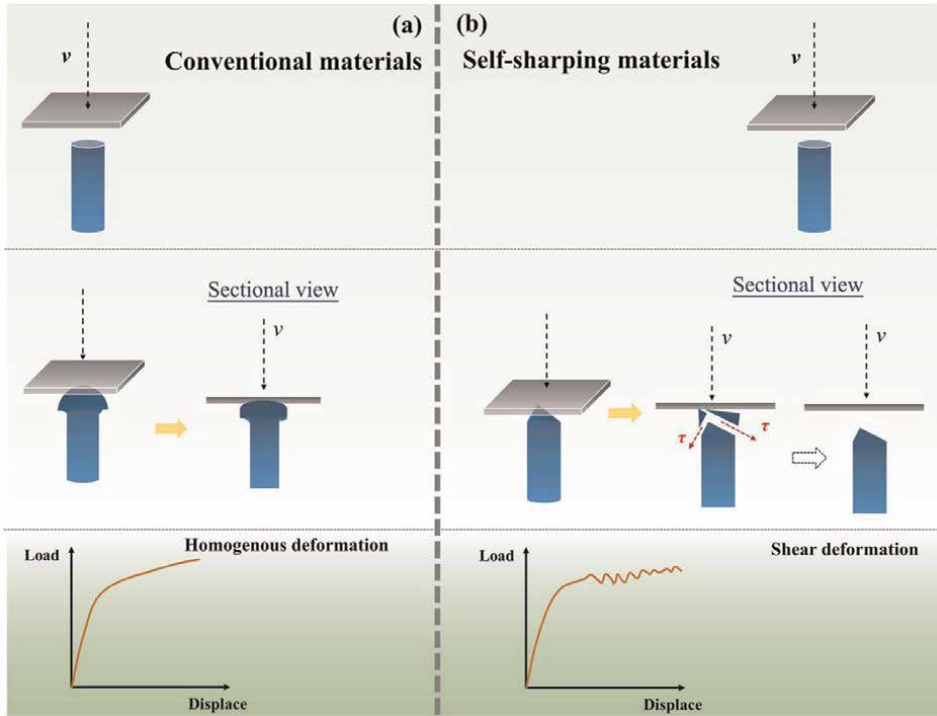 (a)
Conventional materials
v
Sectional view
v
Homogenous deformation
Load
Displace
(b)
Self-sharping materials
v
Sectional view
v
v
τ
τ
Shear deformation
Load
Displace